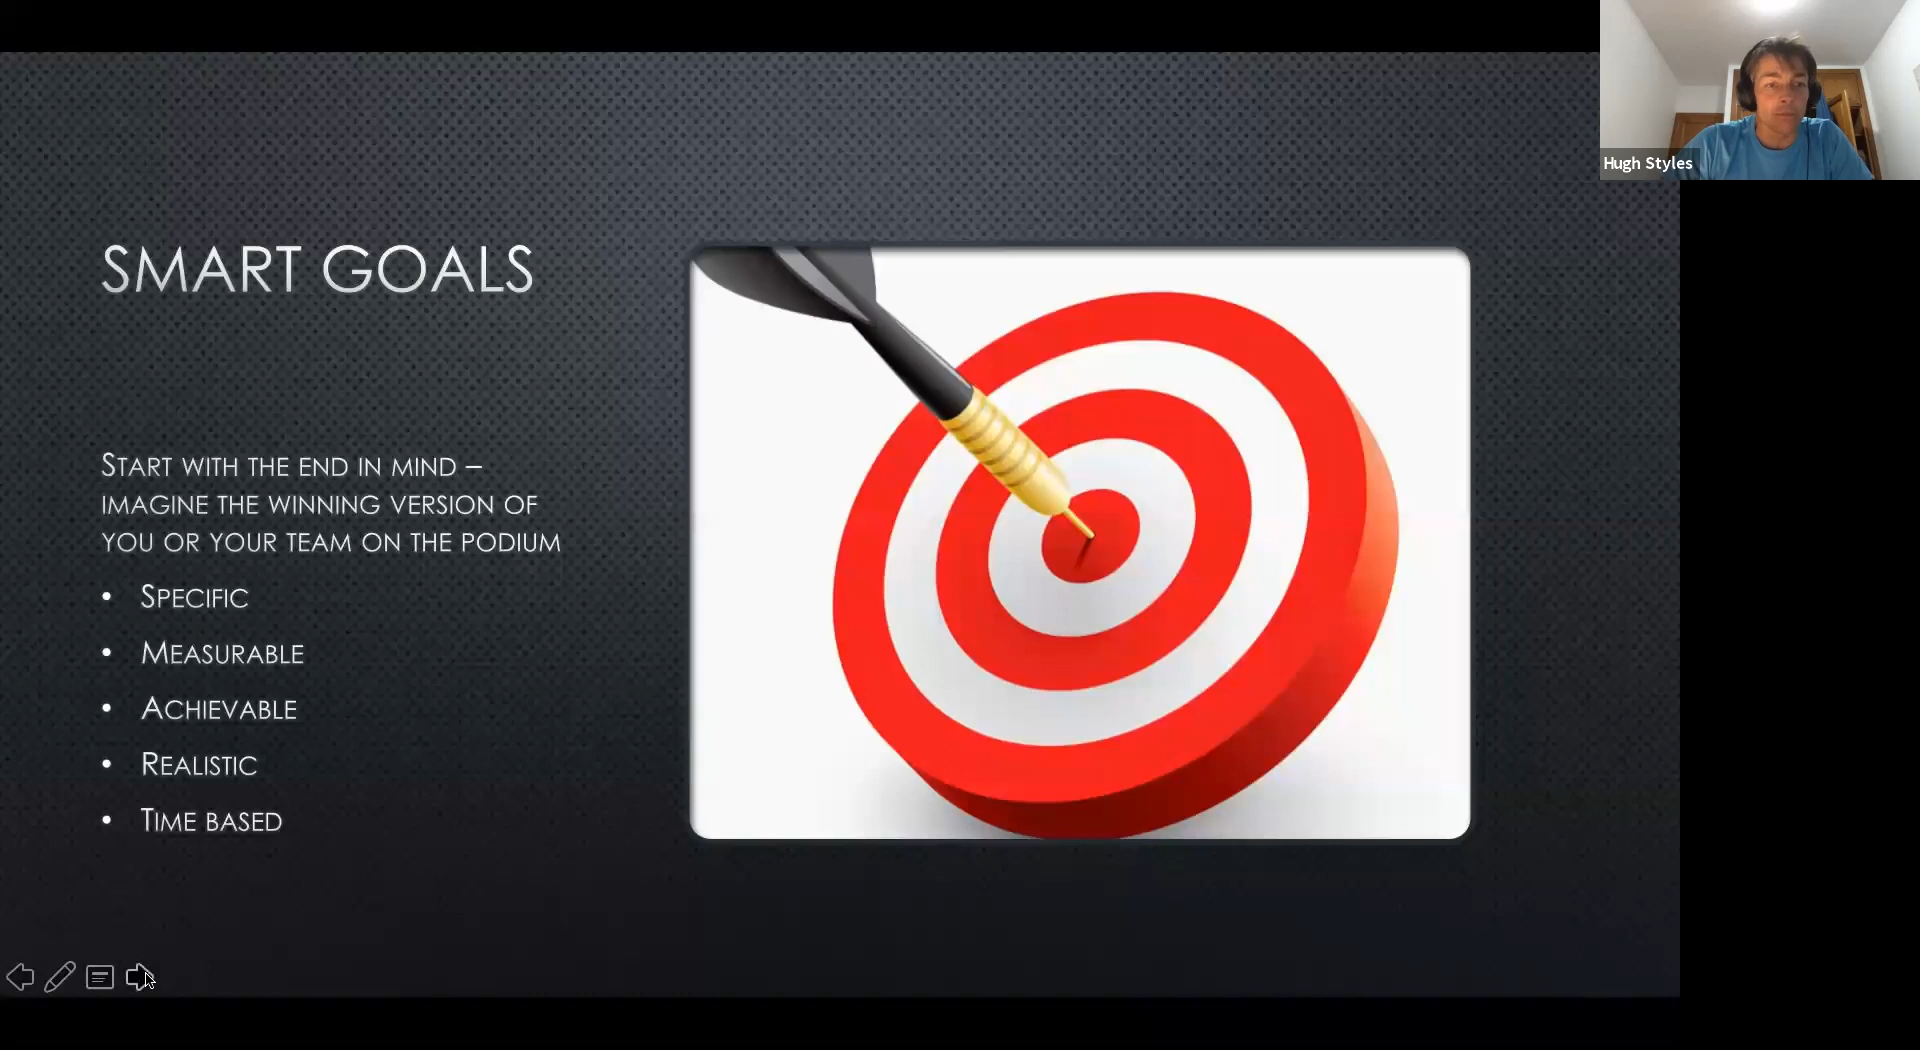 Hugh Styles
SMART GOALS
START WITH THE END IN MIND –
IMAGINE THE WINNING VERSION OF
YOU OR YOUR TEAM ON THE PODIUM
• SPECIFIC
• MEASURABLE
• ACHIEVABLE
• REALISTIC
• TIME BASED